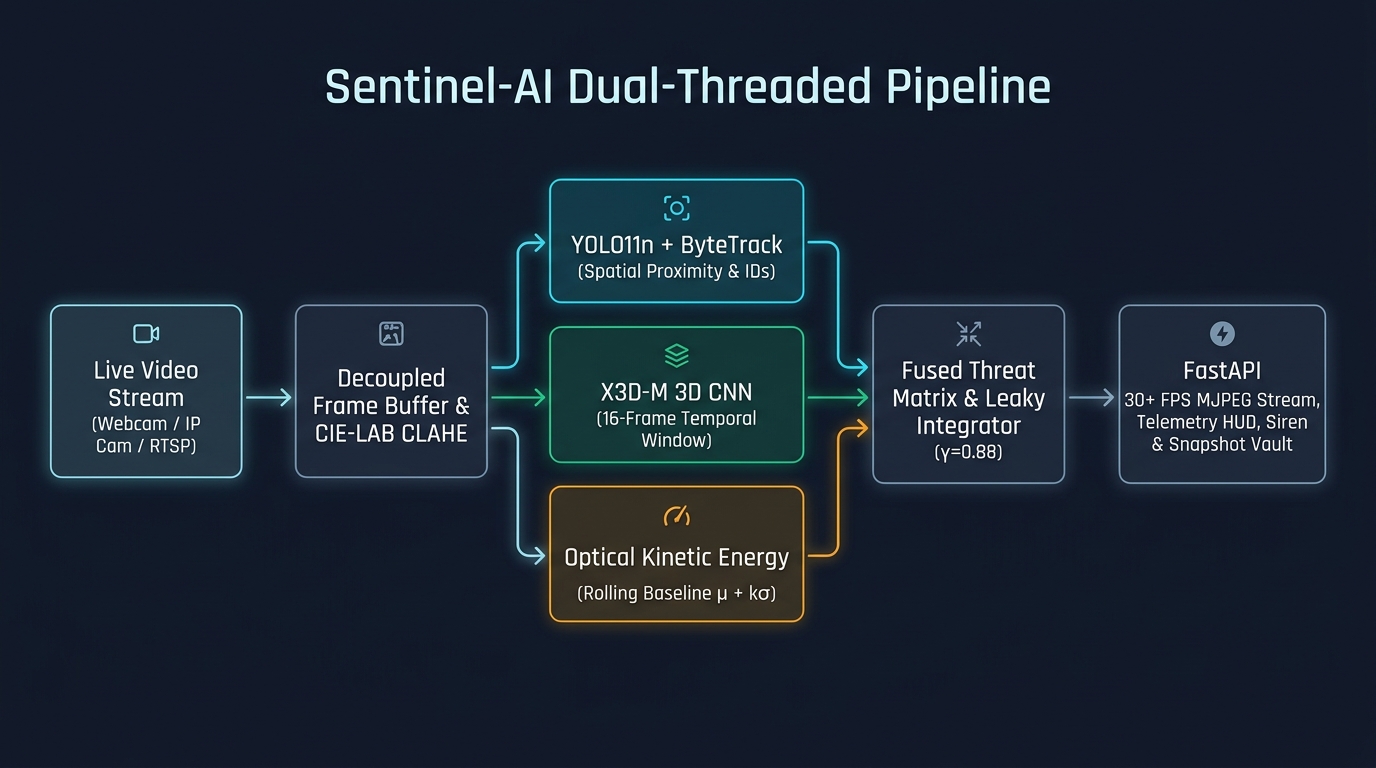 Sentinel-AI Dual-Threaded Pipeline
Live Video
Stream
(Webcam / IP
Cam / RTSP)
Decoupled
Frame Buffer &
CIE-LAB CLAHE
YOLO11n + ByteTrack
(Spatial Proximity & IDs)
X3D-M 3D CNN
(16-Frame Temporal
Window)
Optical Kinetic Energy
(Rolling Baseline μ + kσ)
Fused Threat
Matrix & Leaky
Integrator
(γ=0.88)
FastAPI
30+ FPS MJPEG Stream,
Telemetry HUD, Siren
& Snapshot Vault